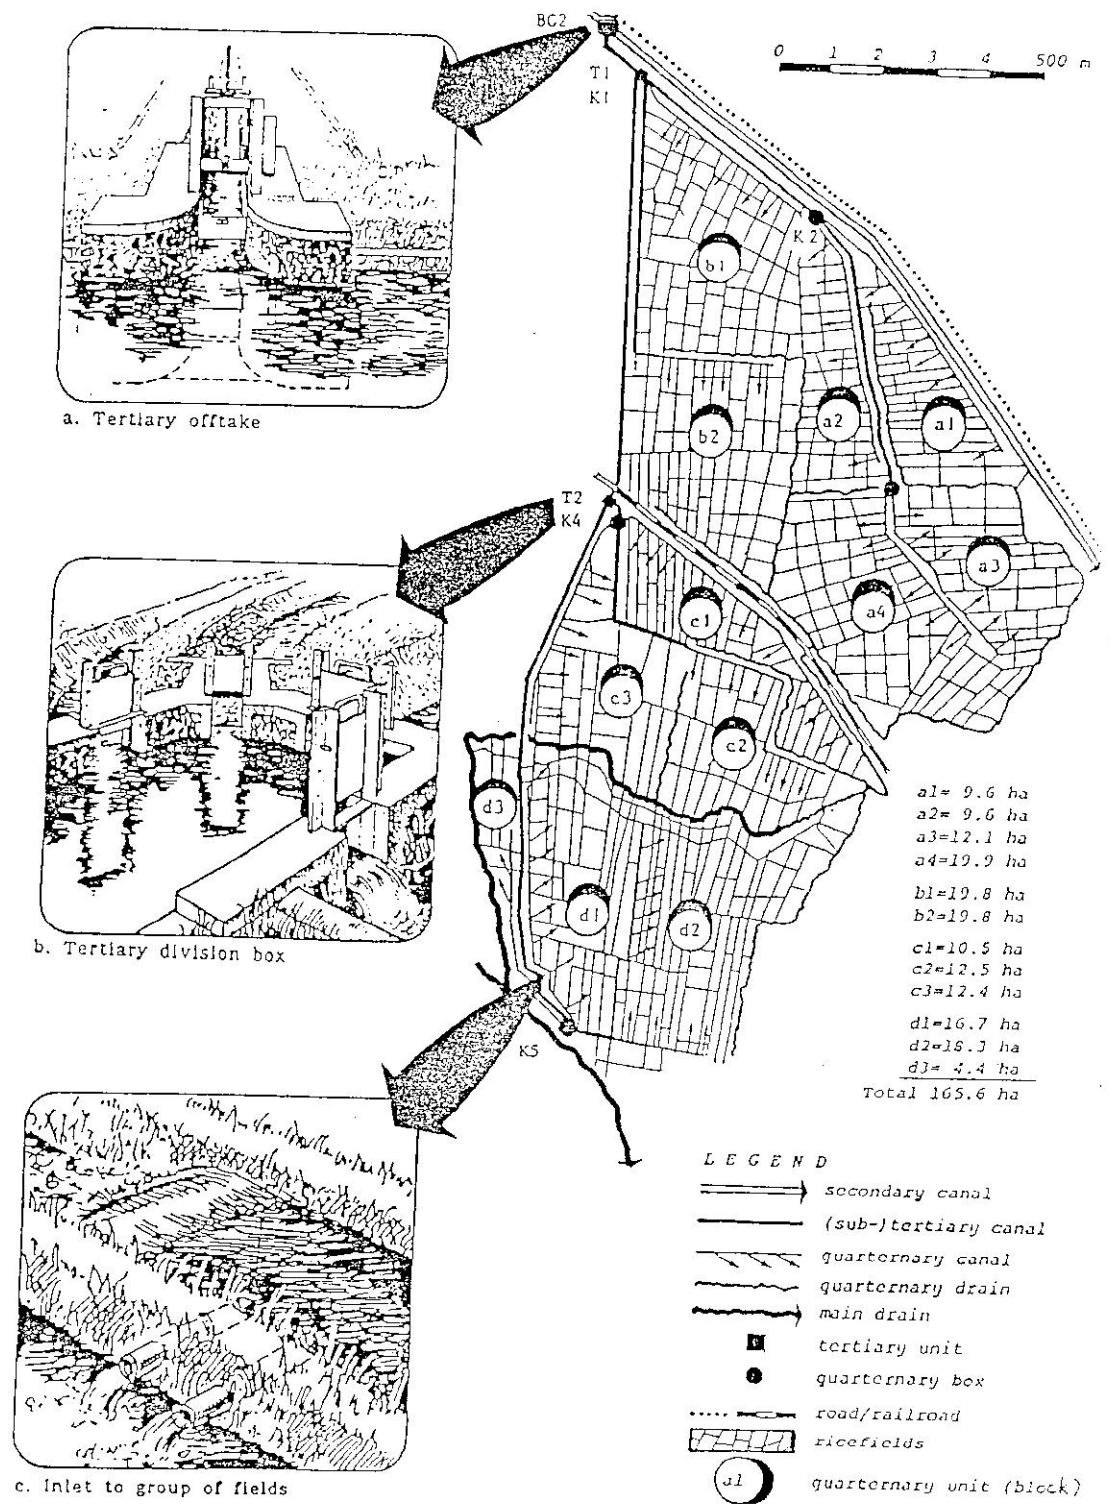 BG2
0 1 2 3 4 500 m
T1
K1
K2
b1
a. Tertiary offtake
a2
a1
b2
T2
K4
a3
a4
c1
c3
c2
d3
d1
d2
b. Tertiary division box
K5
a1= 9.6 ha
a2= 9.6 ha
a3=12.1 ha
a4=19.9 ha
b1=19.8 ha
b2=19.8 ha
c1=10.5 ha
c2=12.5 ha
c3=12.4 ha
d1=16.7 ha
d2=18.3 ha
d3= 4.4 ha
Total 165.6 ha
LEGEND
secondary canal
(sub-)tertiary canal
quarternary canal
quarternary drain
main drain
tertiary unit
quarternary box
road/railroad
ricefields
a1 quarternary unit (block)
c. Inlet to group of fields